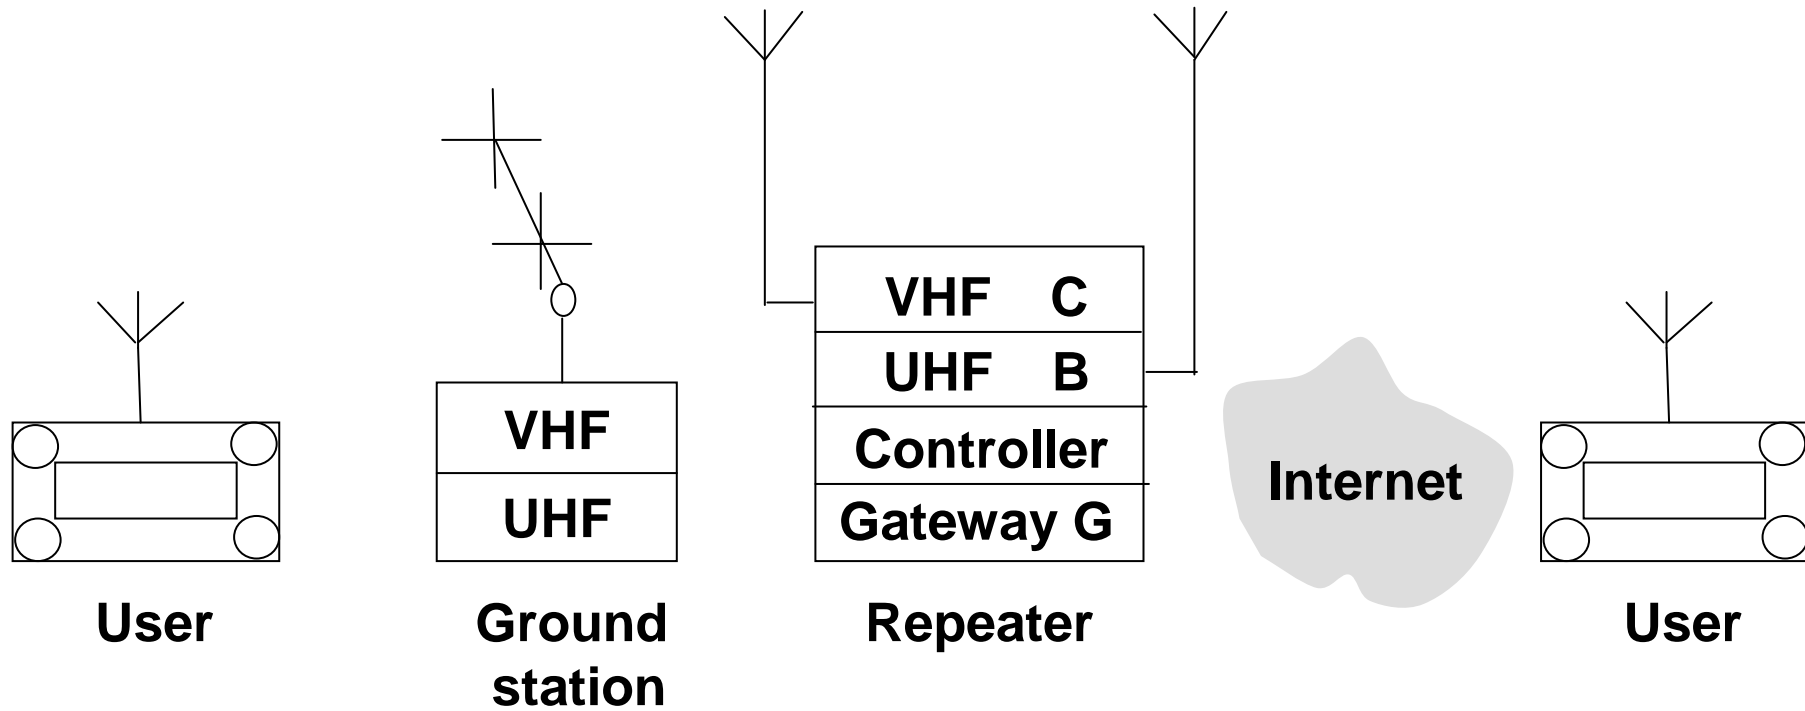 VHF C
UHF B
Controller
Gateway G
VHF
UHF
Internet
User
Ground
station
Repeater
User